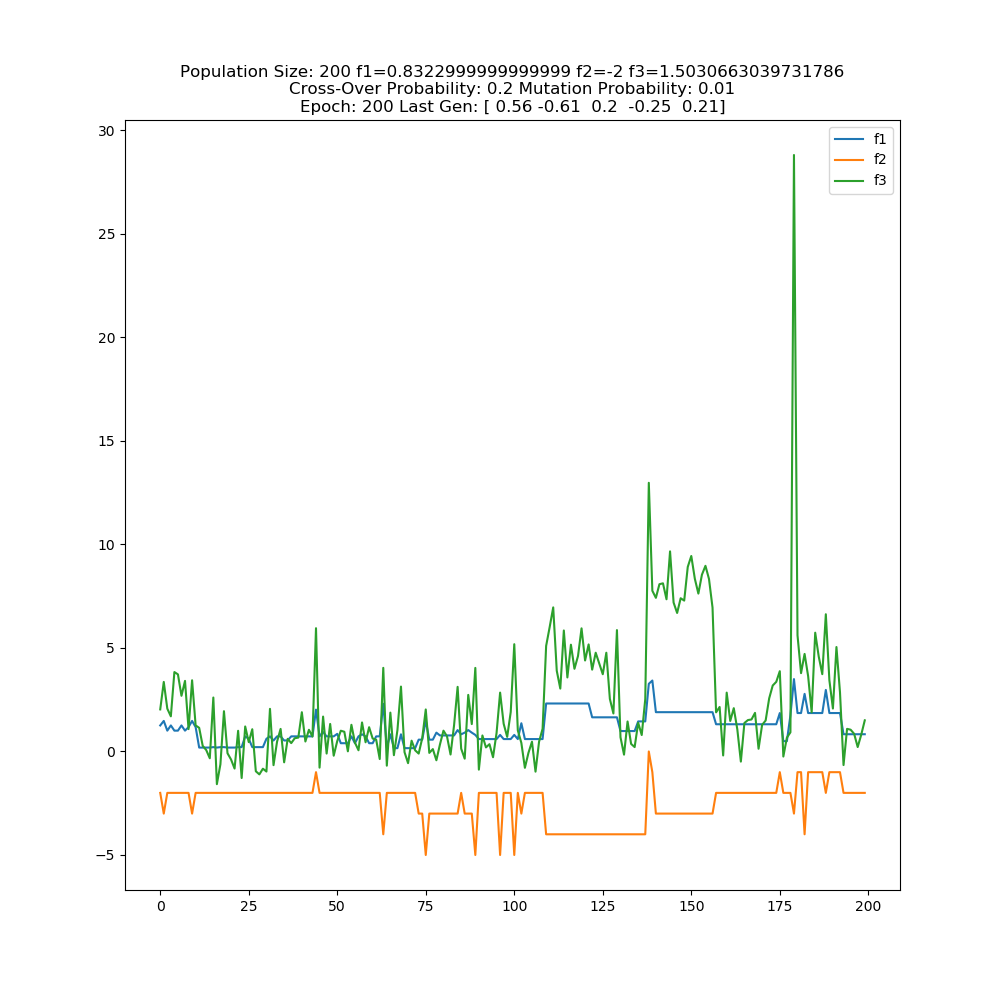 Population Size: 200 f1=0.8322999999999999 f2=-2 f3=1.5030663039731786
Cross-Over Probability: 0.2 Mutation Probability: 0.01
Epoch: 200 Last Gen: [ 0.56 -0.61  0.2  -0.25  0.21]
f1
f2
f3
30
25
20
15
10
5
0
−5
0 25 50 75 100 125 150 175 200